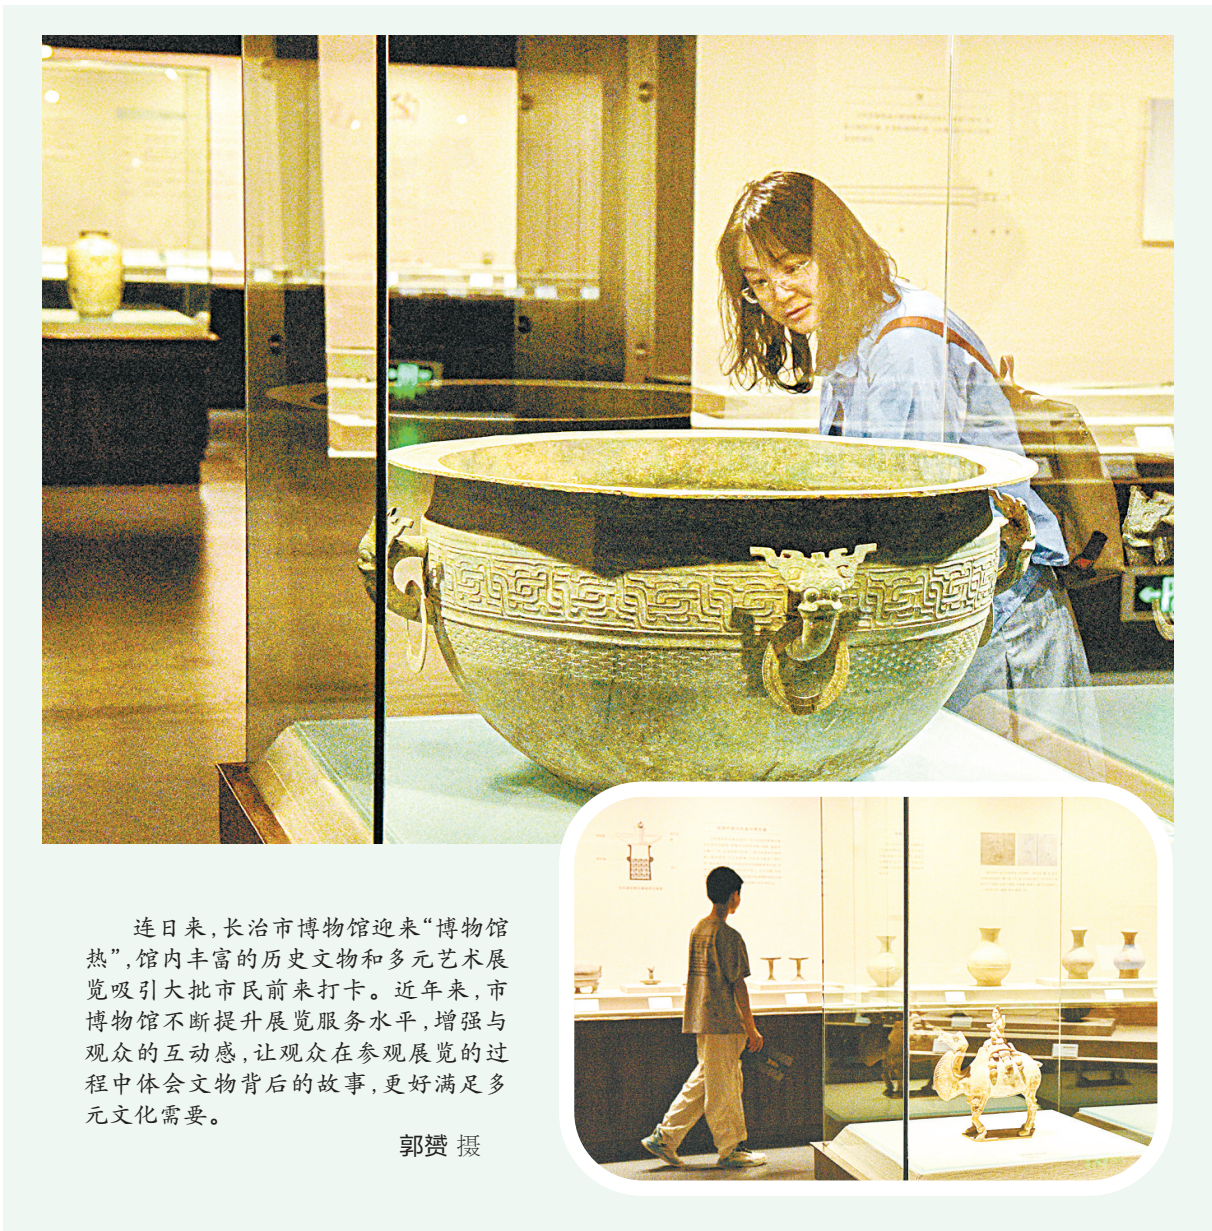 连日来，长治市博物馆迎来“博物馆
热”，馆内丰富的历史文物和多元艺术展
览吸引大批市民前来打卡。近年来，市
博物馆不断提升展览服务水平，增强与
观众的互动感，让观众在参观展览的过
程中体会文物背后的故事，更好满足多
元文化需要。
郭赟 摄